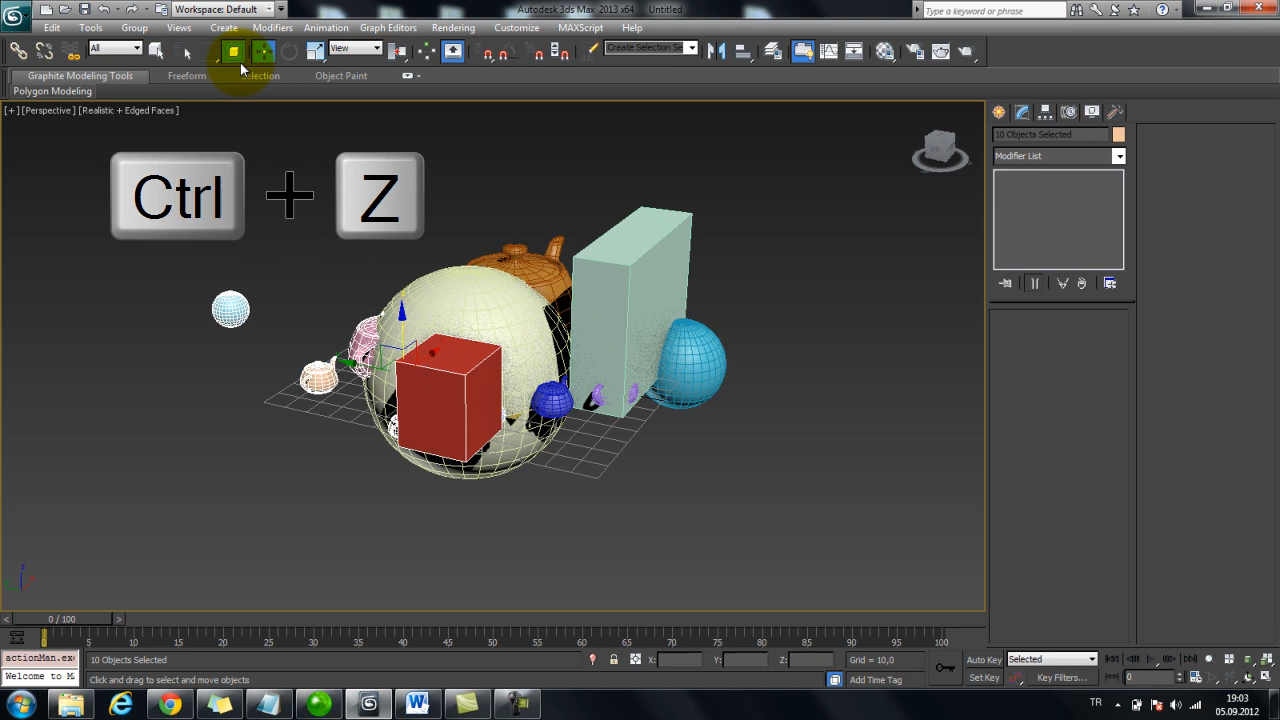 Workspace: Default
Autodesk 3ds Max 2013 x64
Untitled
Type a keyword or phrase
Edit
Tools
Group
Views
Create
Modifiers
Animation
Graph Editors
Rendering
Customize
MAXScript
Help
All
View
Create Selection Se
Graphite Modeling Tools
Freeform
Selection
Object Paint
Polygon Modeling
[+] [Perspective] [Realistic + Edged Faces]
Ctrl + Z
10 Objects Selected
Modifier List
0 / 100
0 5 10 15 20 25 30 35 40 45 50 55 60 65 70 75 80 85 90 95 100
actionMan.exe
Welcome to M
10 Objects Selected
Click and drag to select and move objects
X:
Y:
Z:
Grid = 10,0
Add Time Tag
Auto Key
Selected
Set Key
Key Filters...
0
TR
19:03
05.09.2012